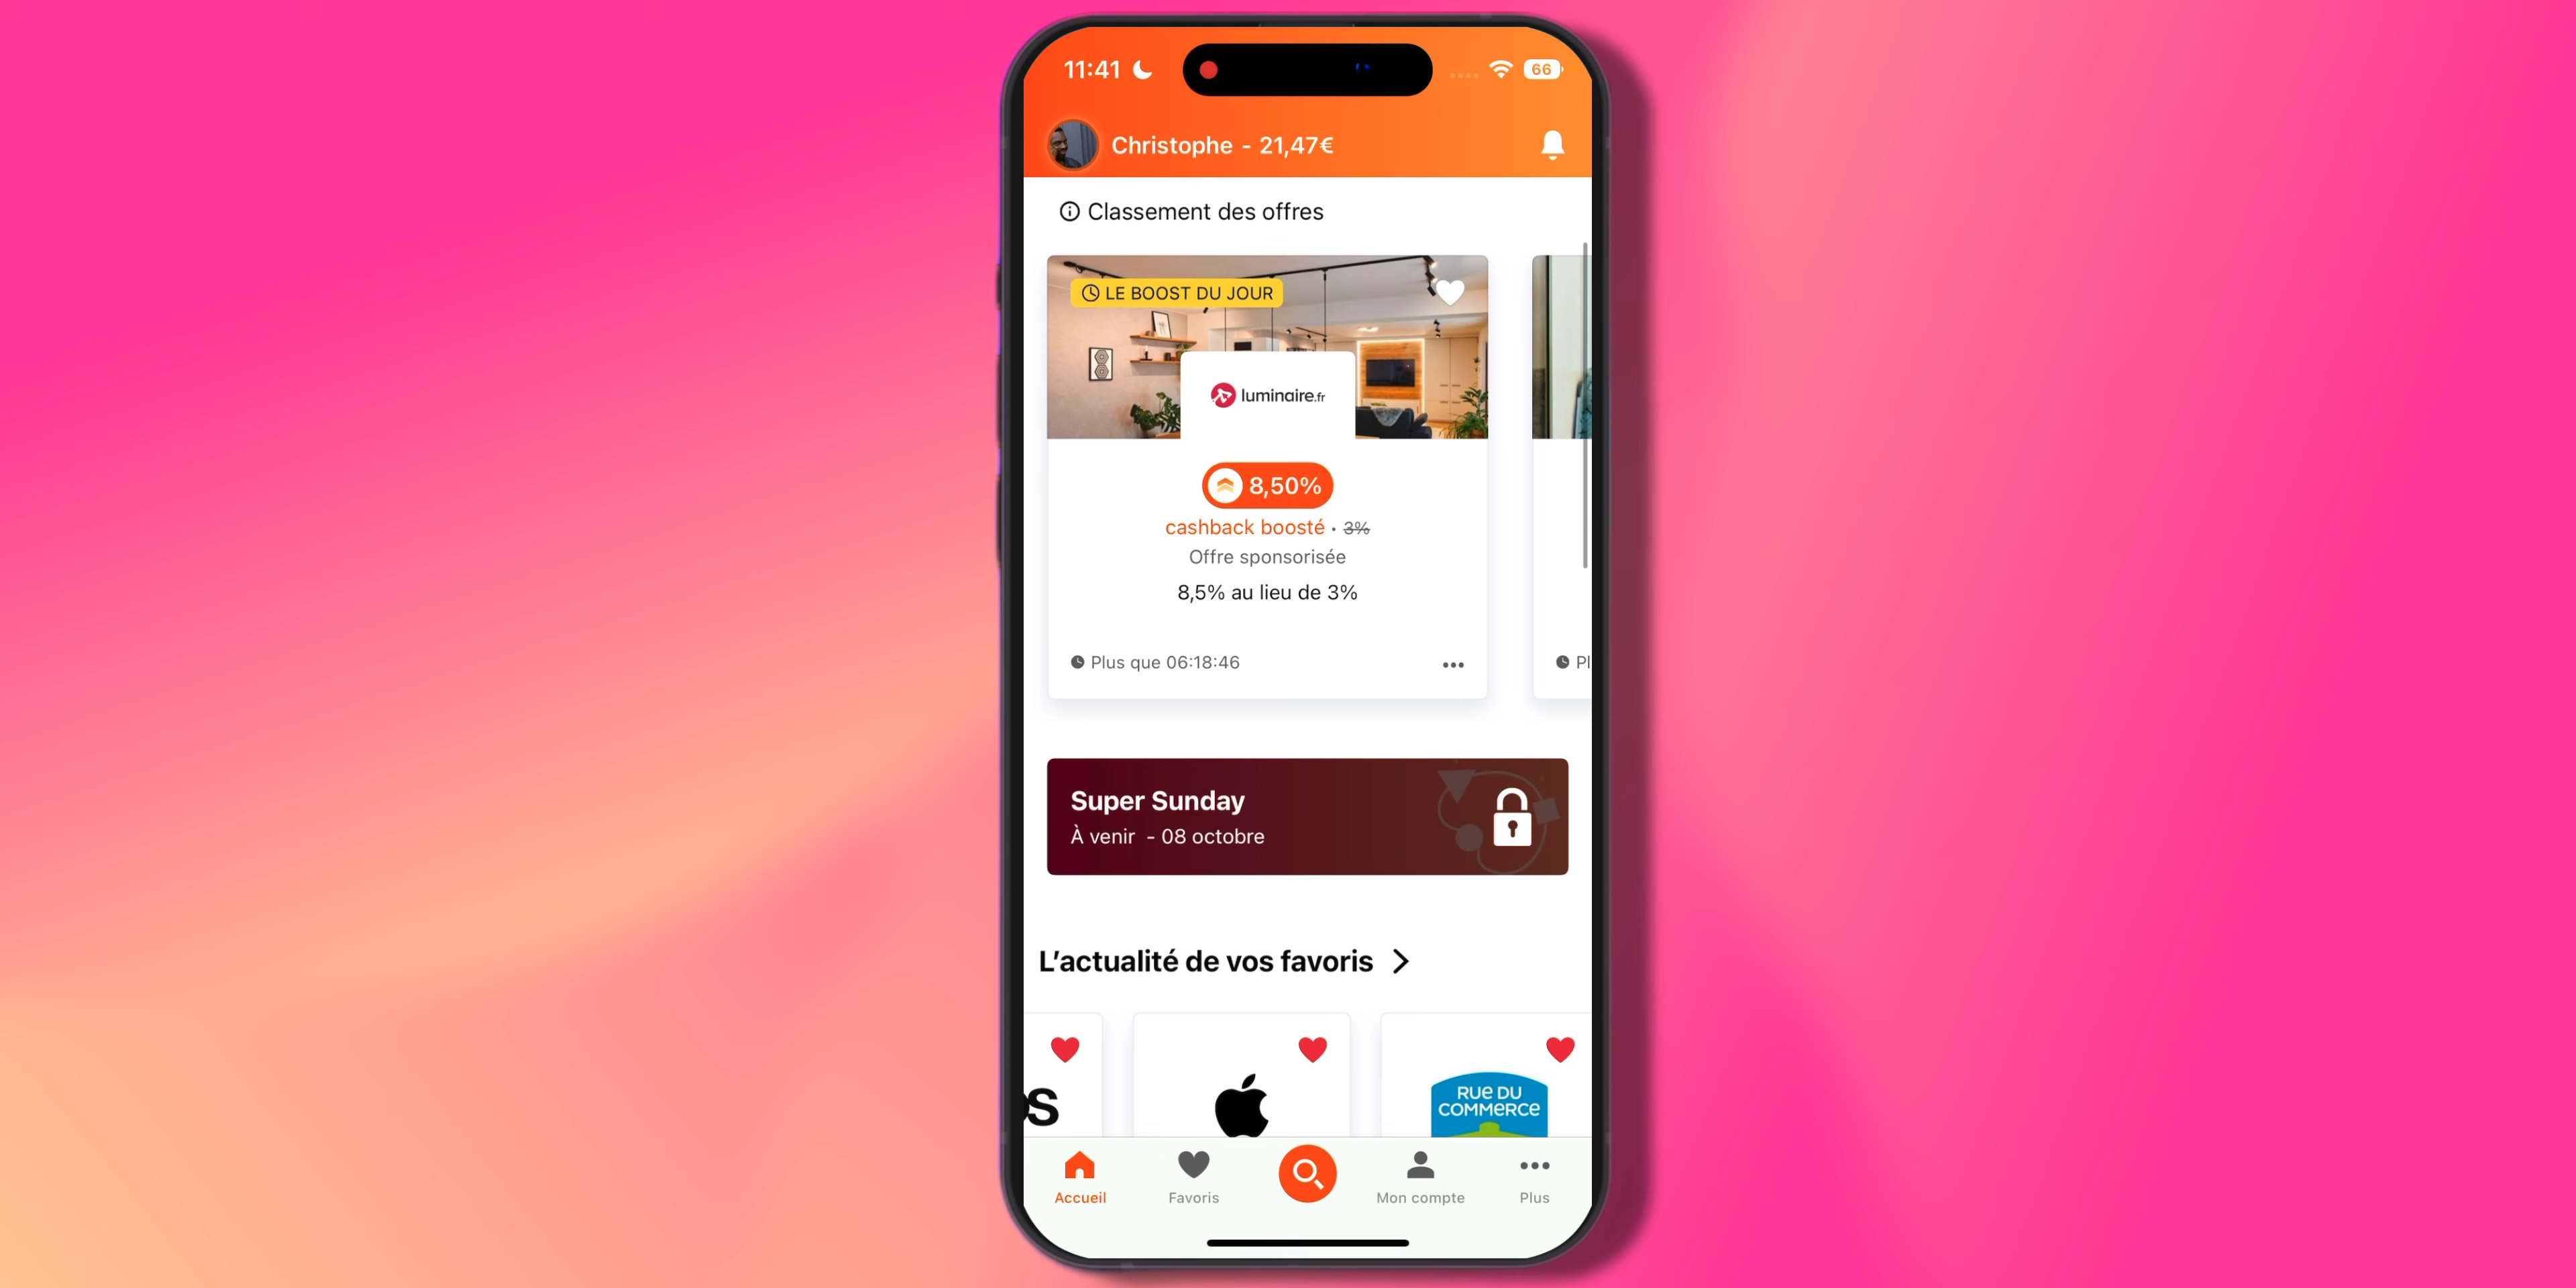 11:41
66
Christophe - 21,47€
Classement des offres
LE BOOST DU JOUR
luminaire.fr
8,50%
cashback boosté · 3%
Offre sponsorisée
8,5% au lieu de 3%
Plus que 06:18:46
Pl
Super Sunday
À venir - 08 octobre
L'actualité de vos favoris
s
RUE DU
COMMERCE
Accueil
Favoris
Mon compte
Plus